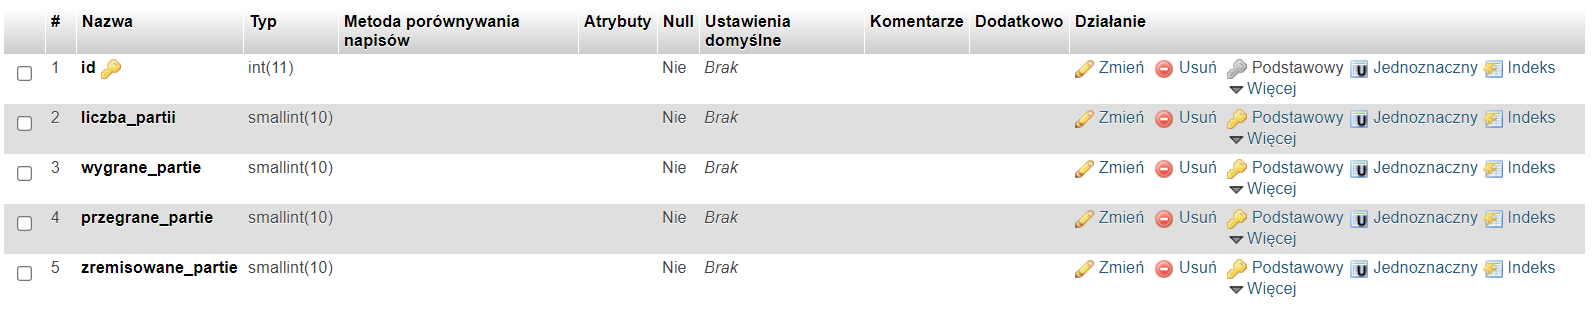 # Nazwa Typ Metoda porównywania napisów Atrybuty Null Ustawienia domyślne Komentarze Dodatkowo Działanie
1 id int(11) Nie Brak Zmień Usuń Podstawowy U Jednoznaczny Indeks
Więcej
2 liczba_partii smallint(10) Nie Brak Zmień Usuń Podstawowy U Jednoznaczny Indeks
Więcej
3 wygrane_partie smallint(10) Nie Brak Zmień Usuń Podstawowy U Jednoznaczny Indeks
Więcej
4 przegrane_partie smallint(10) Nie Brak Zmień Usuń Podstawowy U Jednoznaczny Indeks
Więcej
5 zremisowane_partie smallint(10) Nie Brak Zmień Usuń Podstawowy U Jednoznaczny Indeks
Więcej